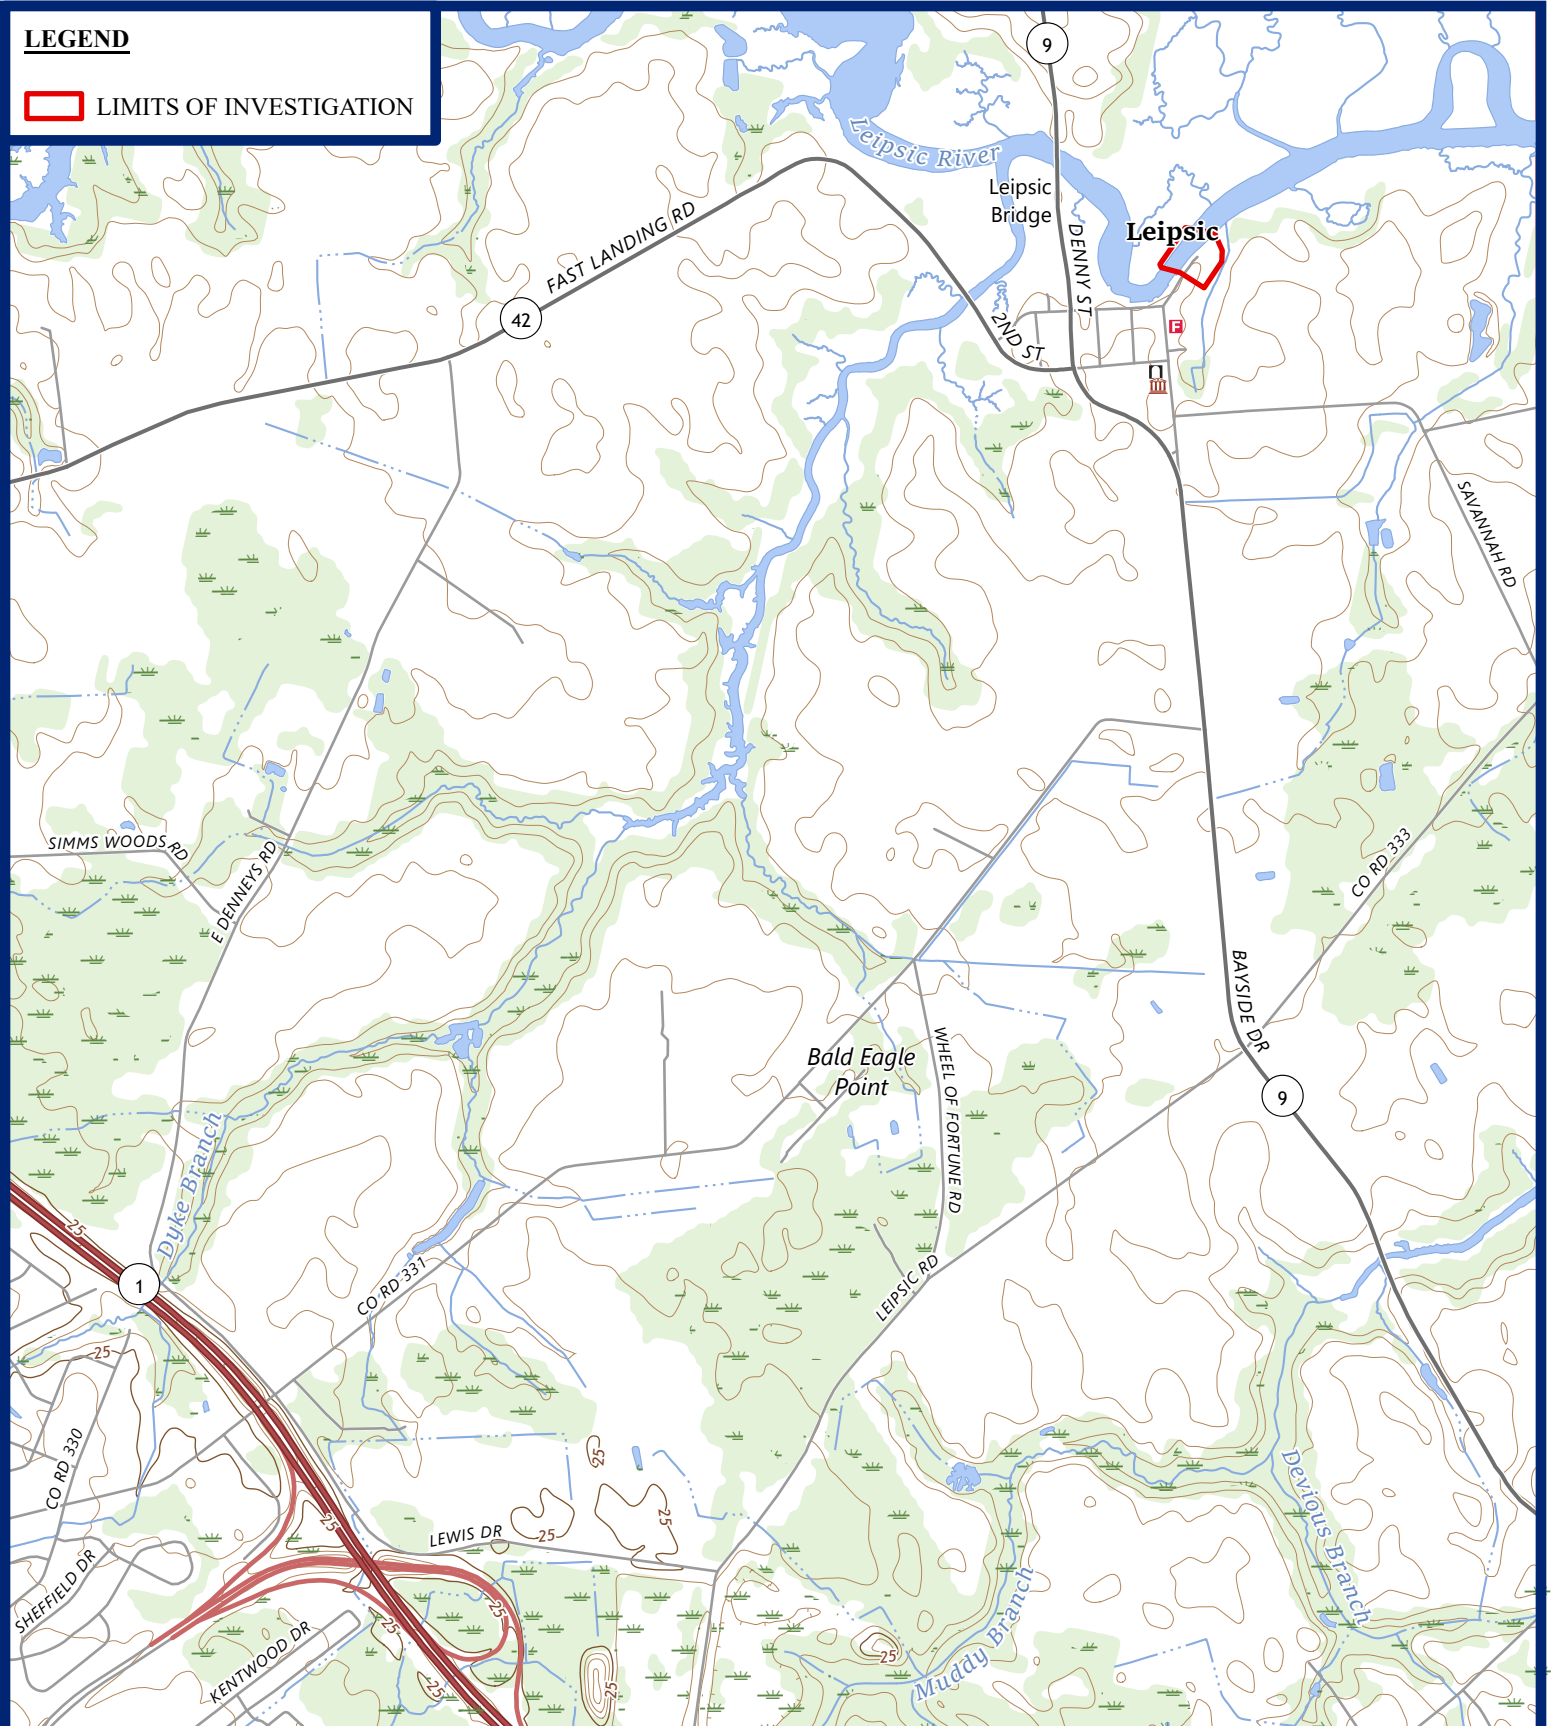 LEGEND
LIMITS OF INVESTIGATION
9
Leipsic River
Leipsic
Bridge
DENNY ST
Leipsic
FAST LANDING RD
42
2ND ST
F
SAVANNAH RD
SIMMS WOODS RD
E DENNEYS RD
CO RD 333
BAYSIDE DR
Bald Eagle
Point
WHEEL OF FORTUNE RD
9
Dyke Branch
25
1
CO RD 331
LEIPSIC RD
25
CO RD 330
25
25
25
LEWIS DR
25
Devious Branch
SHEFFIELD DR
KENTWOOD DR
25
25
25
25
25
Muddy Branch